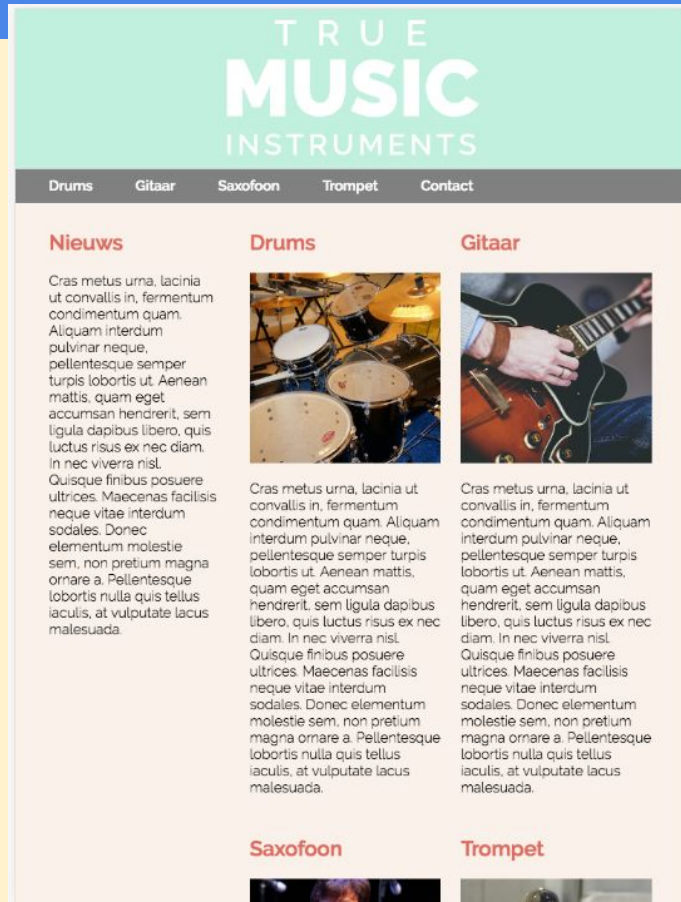 TRUE
MUSIC
INSTRUMENTS
Drums Gitaar Saxofoon Trompet Contact
Nieuws
Cras metus urna, lacinia
ut convallis in, fermentum
condimentum quam.
Aliquam interdum
pulvinar neque,
pellentesque semper
turpis lobortis ut. Aenean
mattis, quam eget
accumsan hendrerit, sem
ligula dapibus libero, quis
luctus risus ex nec diam.
In nec viverra nisl.
Quisque finibus posuere
ultrices. Maecenas facilisis
neque vitae interdum
sodales. Donec
elementum molestie
sem, non pretium magna
ornare a. Pellentesque
lobortis nulla quis tellus
iaculis, at vulputate lacus
malesuada.
Drums
Cras metus urna, lacinia ut
convallis in, fermentum
condimentum quam. Aliquam
interdum pulvinar neque,
pellentesque semper turpis
lobortis ut. Aenean mattis,
quam eget accumsan
hendrerit, sem ligula dapibus
libero, quis luctus risus ex nec
diam. In nec viverra nisl.
Quisque finibus posuere
ultrices. Maecenas facilisis
neque vitae interdum
sodales. Donec elementum
molestie sem, non pretium
magna ornare a. Pellentesque
lobortis nulla quis tellus
iaculis, at vulputate lacus
malesuada.
Gitaar
Cras metus urna, lacinia ut
convallis in, fermentum
condimentum quam. Aliquam
interdum pulvinar neque,
pellentesque semper turpis
lobortis ut. Aenean mattis,
quam eget accumsan
hendrerit, sem ligula dapibus
libero, quis luctus risus ex nec
diam. In nec viverra nisl.
Quisque finibus posuere
ultrices. Maecenas facilisis
neque vitae interdum
sodales. Donec elementum
molestie sem, non pretium
magna ornare a. Pellentesque
lobortis nulla quis tellus
iaculis, at vulputate lacus
malesuada.
Saxofoon
Trompet